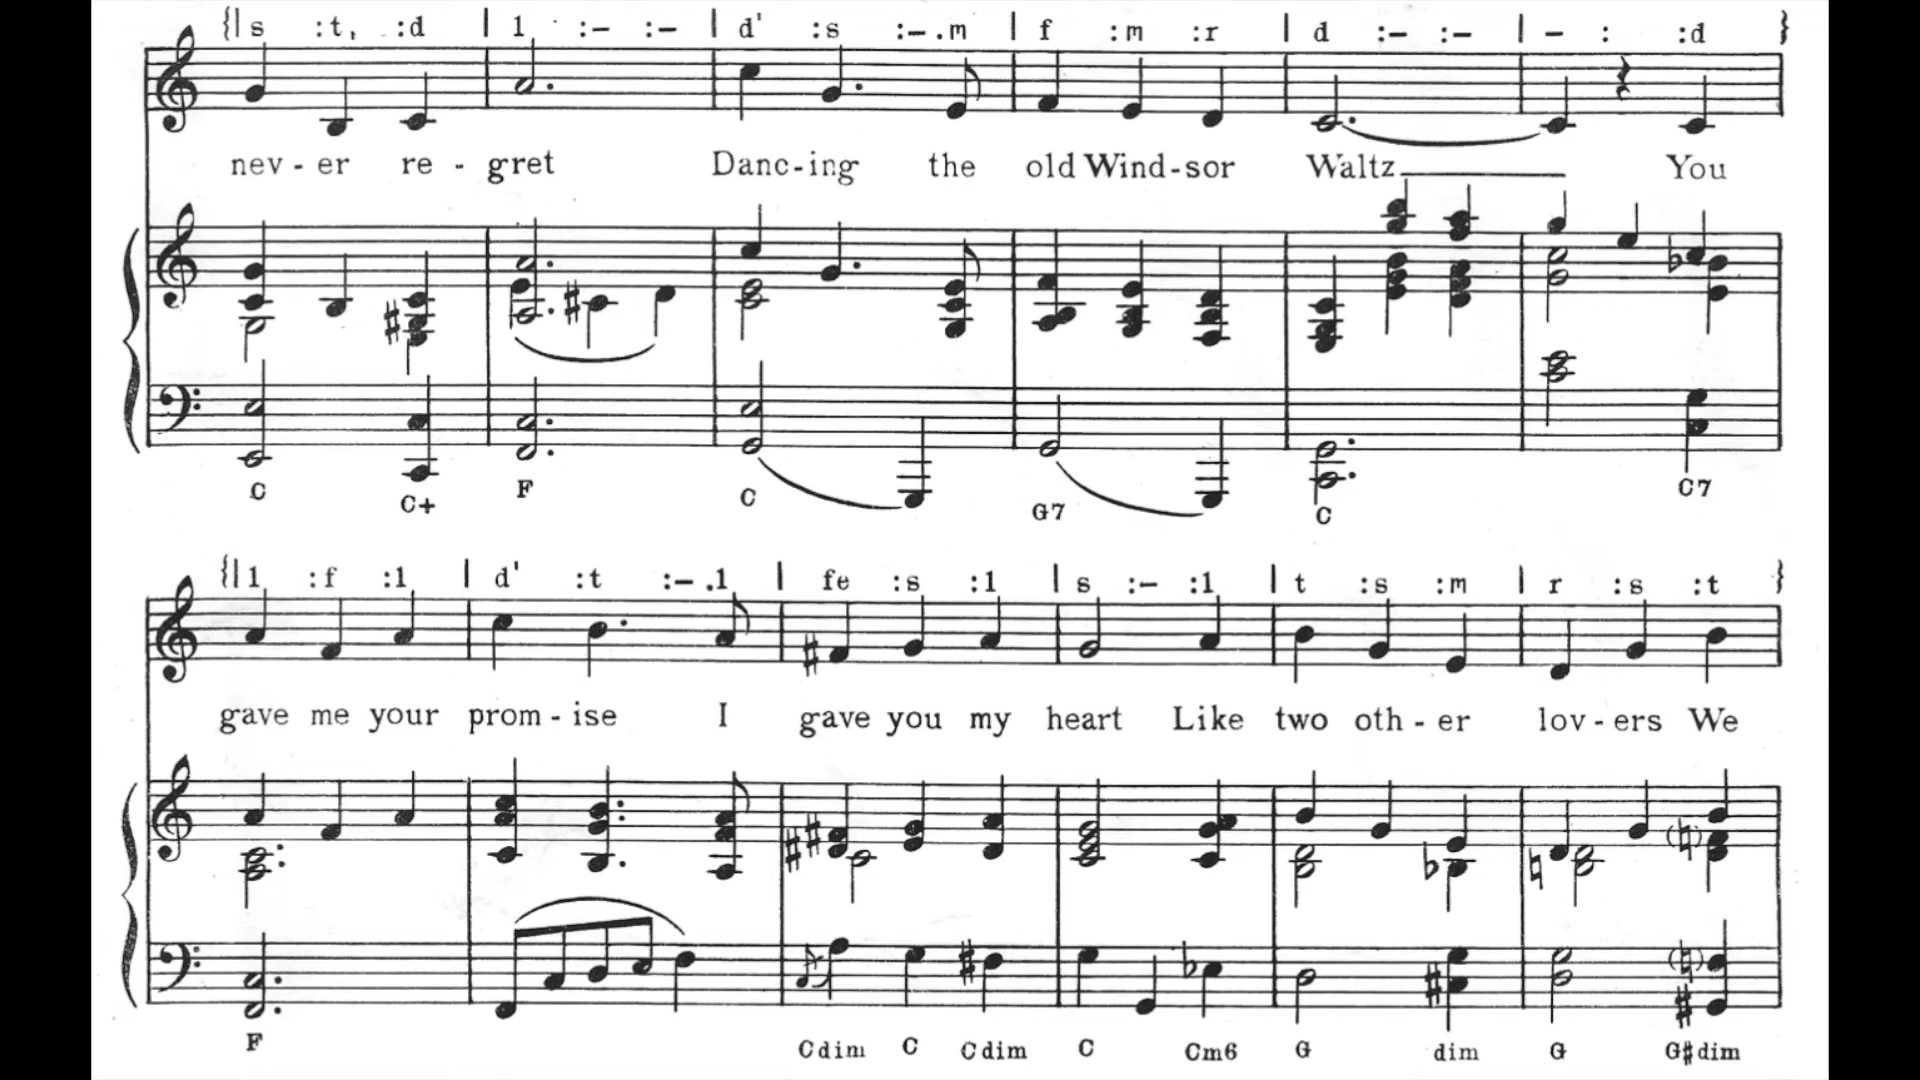 {| s :t, :d | l :– :– | d' :s :–.m | f :m :r | d :– :– | – : :d }
nev - er re - gret Danc-ing the old Wind-sor Waltz You
C C+ F C G7 C C7
{| l :f :l | d' :t :–.l | fe :s :l | s :– :l | t :s :m | r :s :t }
gave me your prom - ise I gave you my heart Like two oth - er lov - ers We
F Cdim C Cdim C Cm6 G dim G G#dim